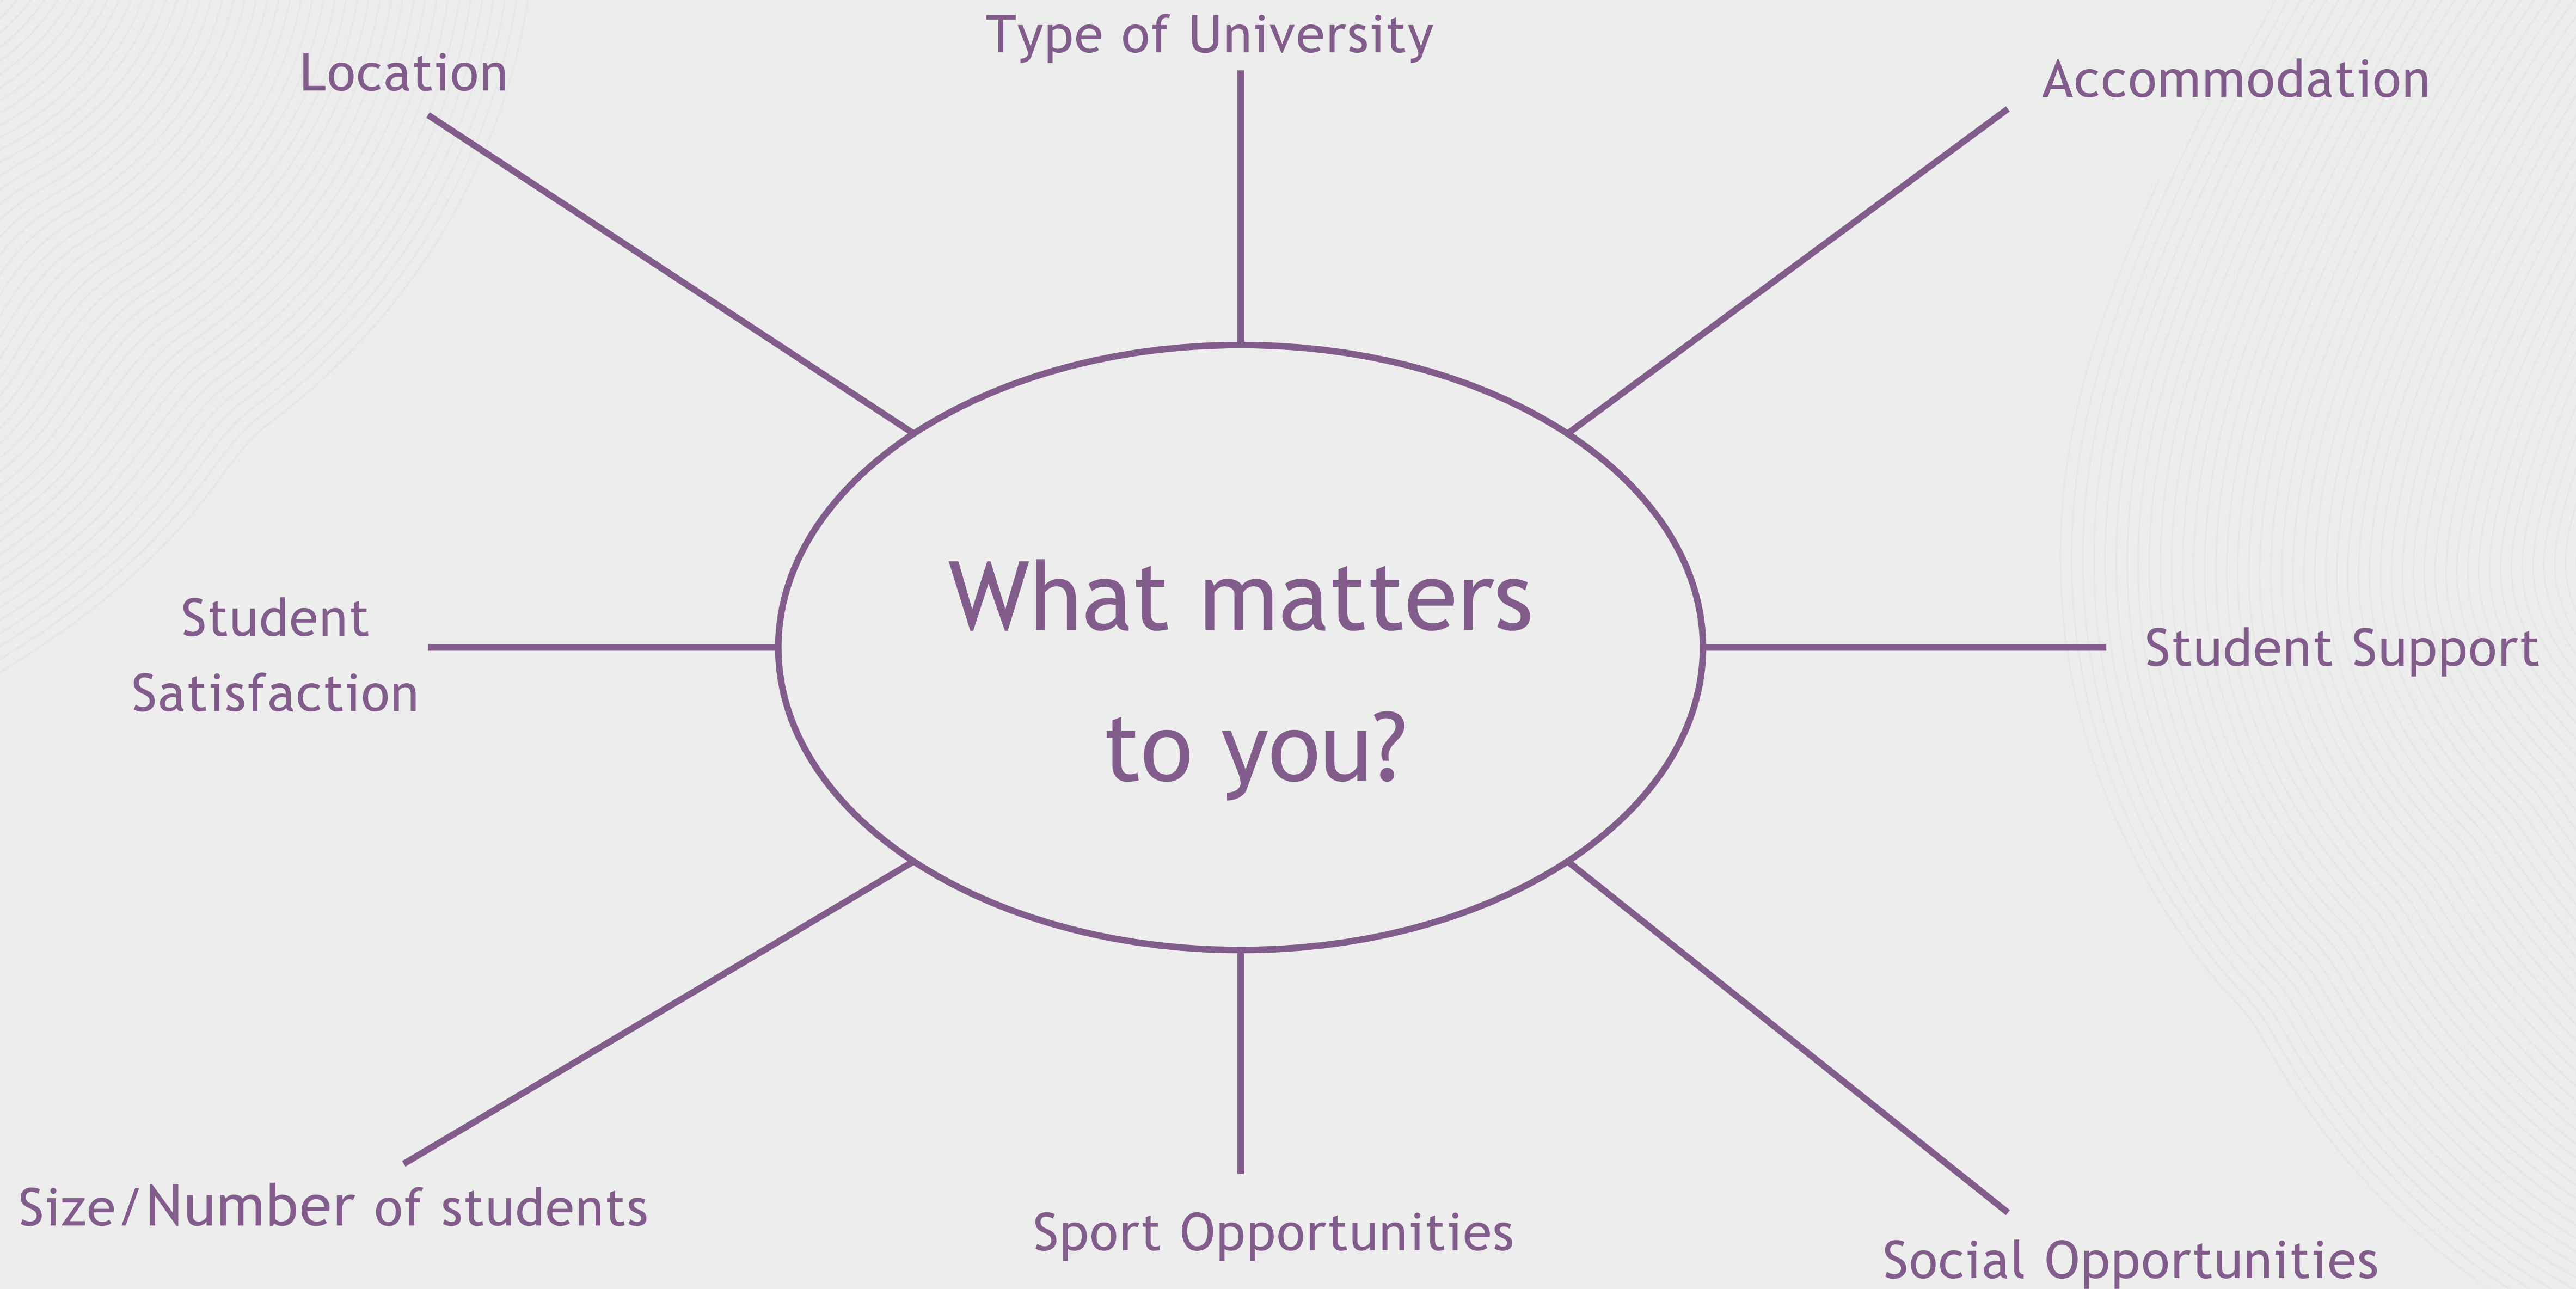 Type of University
Location
Accommodation
What matters
to you?
Student
Satisfaction
Student Support
Size/Number of students
Sport Opportunities
Social Opportunities